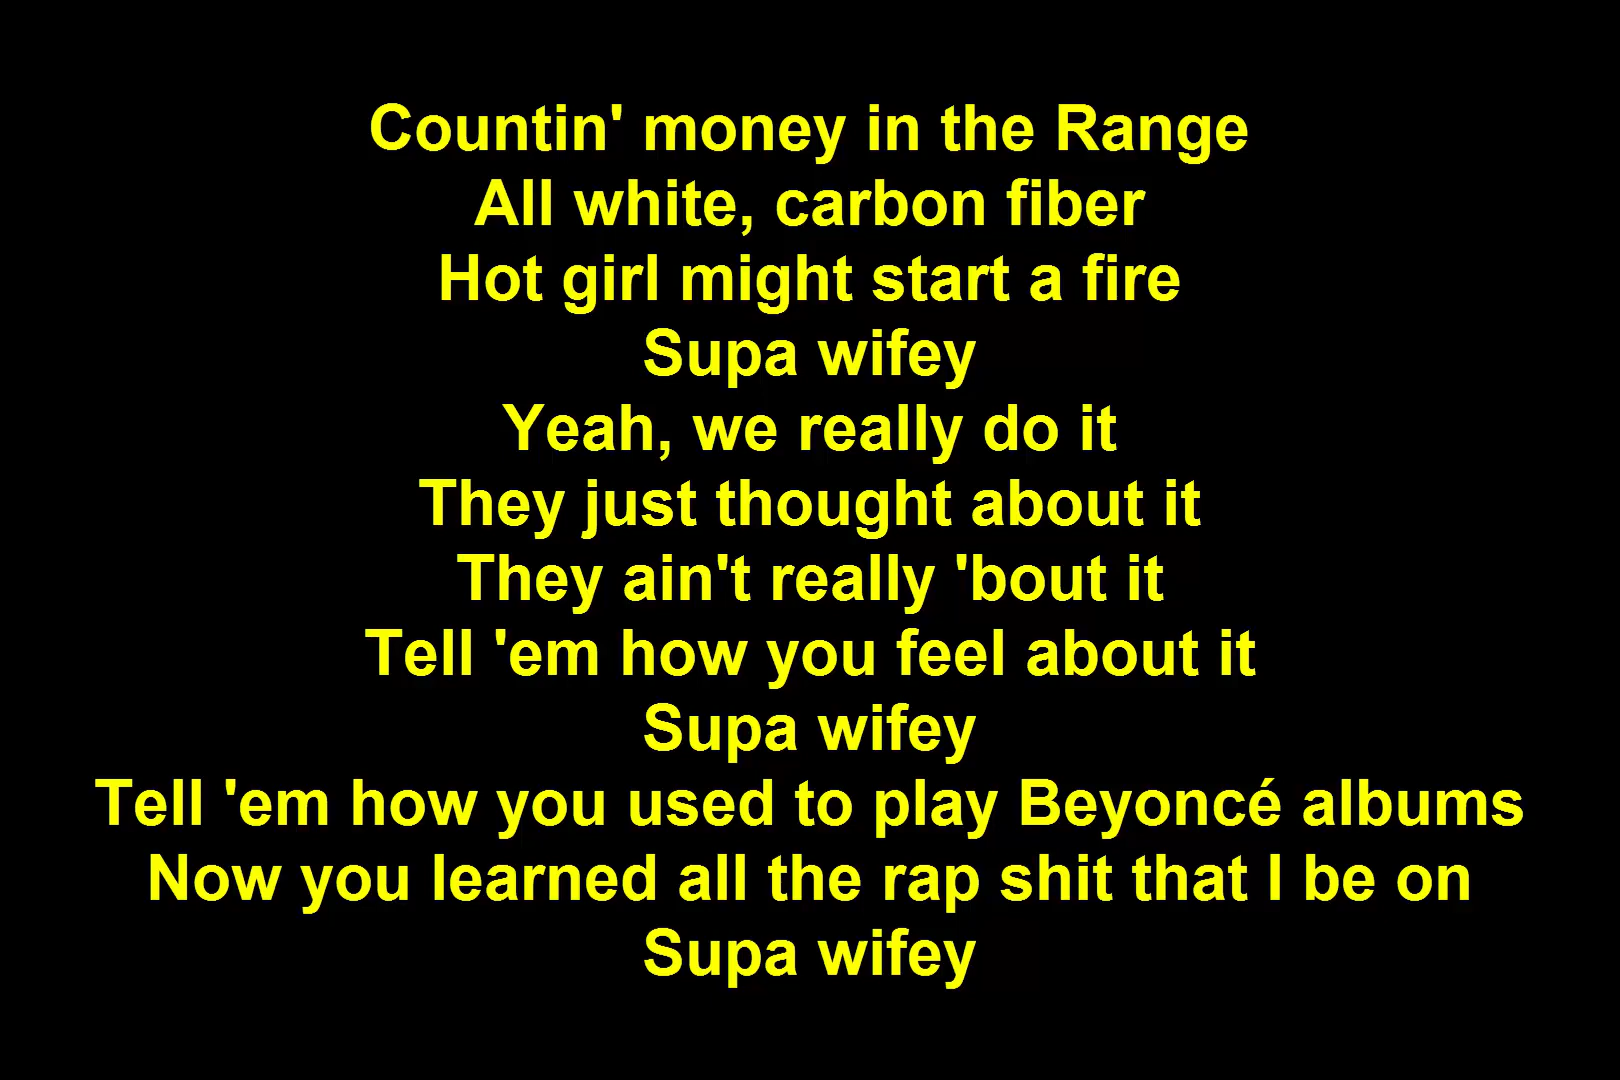 Countin' money in the Range
All white, carbon fiber
Hot girl might start a fire
Supa wifey
Yeah, we really do it
They just thought about it
They ain't really 'bout it
Tell 'em how you feel about it
Supa wifey
Tell 'em how you used to play Beyoncé albums
Now you learned all the rap shit that I be on
Supa wifey